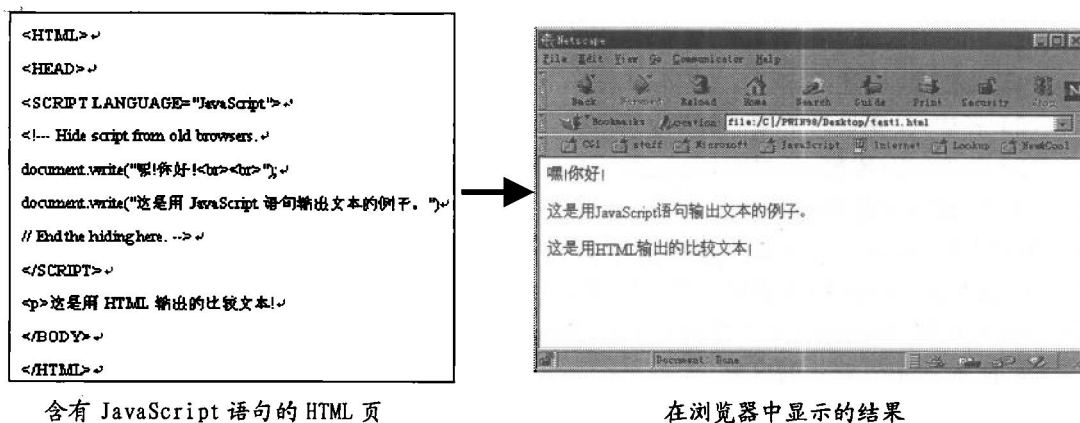 <HTML>↵
<HEAD>↵
<SCRIPT LANGUAGE="JavaScript">↵
<!--- Hide script from old browsers.↵
document.write("嘿!你好!<br><br>");↵
document.write("这是用 JavaScript 语句输出文本的例子。")↵
// End the hiding here. -->↵
</SCRIPT>↵
<p>这是用 HTML 输出的比较文本!↵
</BODY>↵
</HTML>↵
含有 JavaScript 语句的 HTML 页
Netscape
File Edit View Go Communicator Help
Back Forward Reload Home Search Guide Print Security Stop N
Bookmarks Location: file:/C|/PWIN98/Desktop/test1.html
CGI stuff Microsoft JavaScript Internet Lookup New&Cool
嘿!你好!
这是用JavaScript语句输出文本的例子。
这是用HTML输出的比较文本!
Document: Done
在浏览器中显示的结果